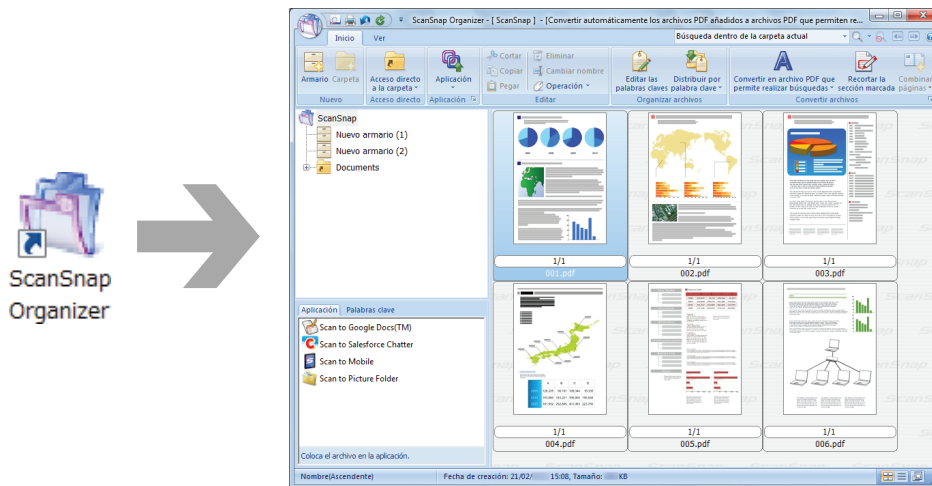 ScanSnap Organizer - [ ScanSnap ] - [Convertir automáticamente los archivos PDF añadidos a archivos PDF que permiten re...
Inicio Ver
Búsqueda dentro de la carpeta actual
Armario Carpeta
Nuevo
Acceso directo
a la carpeta
Acceso directo
Aplicación
Aplicación
Cortar
Copiar
Pegar
Eliminar
Cambiar nombre
Operación
Editar
Editar las
palabras claves
Distribuir por
palabra clave
Organizar archivos
Convertir en archivo PDF que
permite realizar búsquedas
Recortar la
sección marcada
Combinar
páginas
Convertir archivos
ScanSnap
Nuevo armario (1)
Nuevo armario (2)
Documents
ScanSnap
Organizer
1/1
001.pdf
1/1
002.pdf
1/1
003.pdf
Aplicación Palabras clave
Scan to Google Docs(TM)
Scan to Salesforce Chatter
Scan to Mobile
Scan to Picture Folder
1/1
004.pdf
1/1
005.pdf
1/1
006.pdf
Coloca el archivo en la aplicación.
Nombre(Ascendente)
Fecha de creación: 21/02/ 15:08, Tamaño: KB